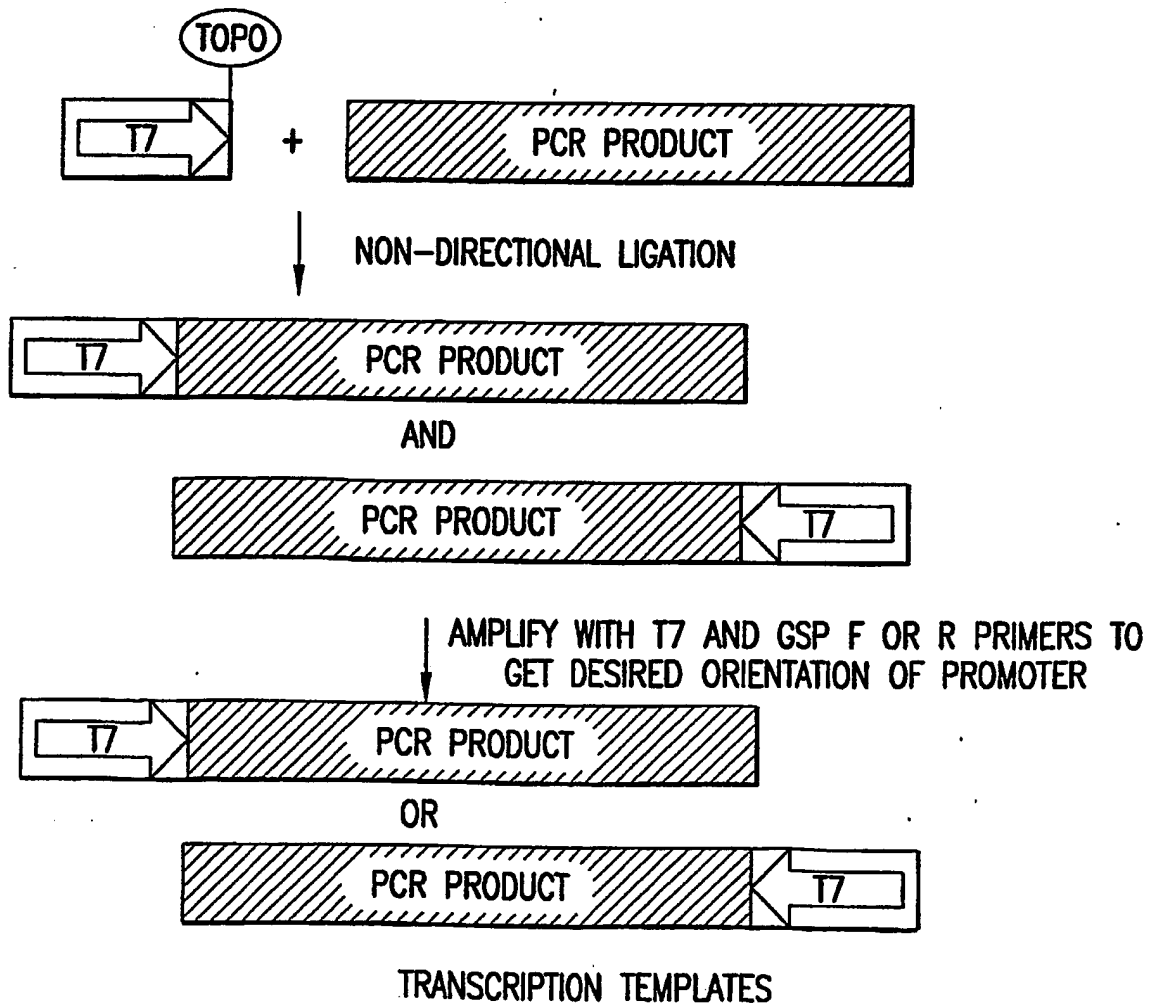 TOPO
T7
+
PCR PRODUCT
NON-DIRECTIONAL LIGATION
T7
PCR PRODUCT
AND
PCR PRODUCT
T7
AMPLIFY WITH T7 AND GSP F OR R PRIMERS TO
GET DESIRED ORIENTATION OF PROMOTER
T7
PCR PRODUCT
OR
PCR PRODUCT
T7
TRANSCRIPTION TEMPLATES